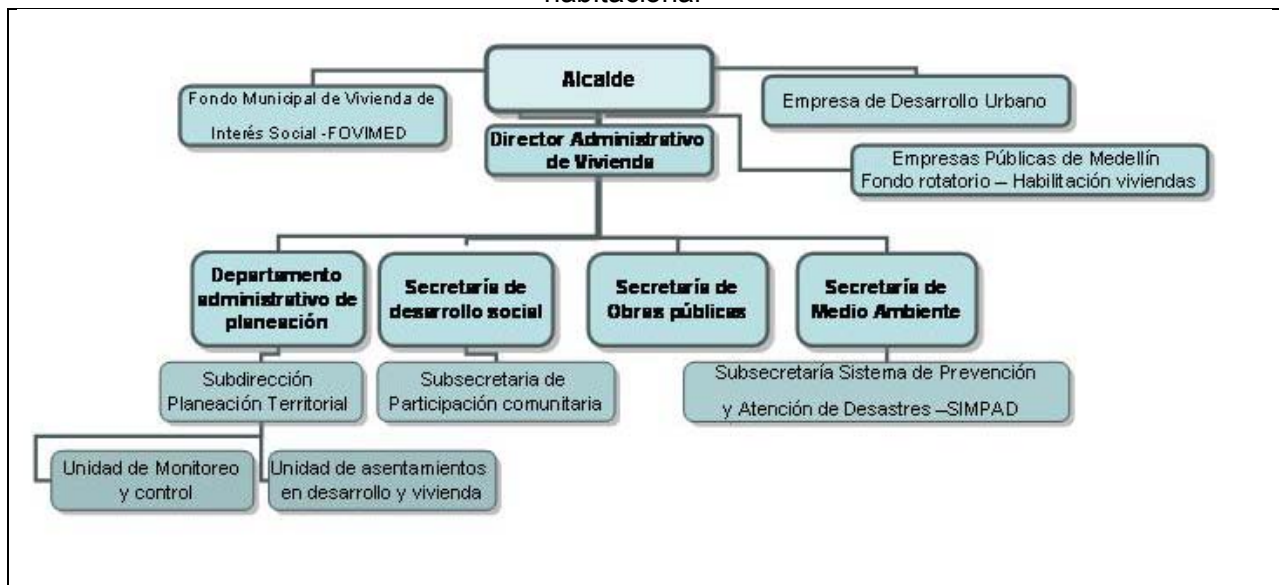 habitacional
Alcalde
Fondo Municipal de Vivienda de
Interés Social -FOVIMED
Empresa de Desarrollo Urbano
Director Administrativo
de Vivienda
Empresas Públicas de Medellín
Fondo rotatorio – Habilitación viviendas
Departamento
administrativo de
planeación
Secretaría de
desarrollo social
Secretaría de
Obras públicas
Secretaría de
Medio Ambiente
Subdirección
Planeación Territorial
Subsecretaria de
Participación comunitaria
Subsecretaría Sistema de Prevención
y Atención de Desastres –SIMPAD
Unidad de Monitoreo
y control
Unidad de asentamientos
en desarrollo y vivienda